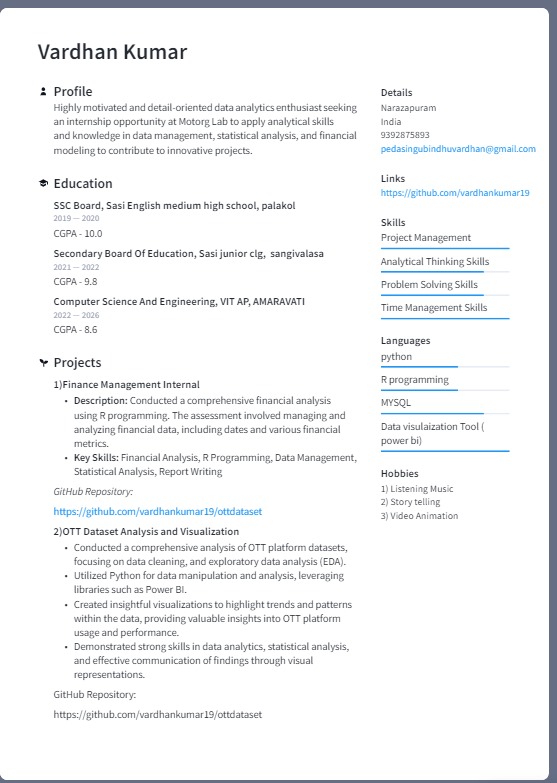 Vardhan Kumar
Profile
Highly motivated and detail-oriented data analytics enthusiast seeking
an internship opportunity at Motorg Lab to apply analytical skills
and knowledge in data management, statistical analysis, and financial
modeling to contribute to innovative projects.
Education
SSC Board, Sasi English medium high school, palakol
2019 — 2020
CGPA - 10.0
Secondary Board Of Education, Sasi junior clg,  sangivalasa
2021 — 2022
CGPA - 9.8
Computer Science And Engineering, VIT AP, AMARAVATI
2022 — 2026
CGPA - 8.6
Projects
1)Finance Management Internal
• Description: Conducted a comprehensive financial analysis
using R programming. The assessment involved managing and
analyzing financial data, including dates and various financial
metrics.
• Key Skills: Financial Analysis, R Programming, Data Management,
Statistical Analysis, Report Writing
GitHub Repository:
https://github.com/vardhankumar19/ottdataset
2)OTT Dataset Analysis and Visualization
• Conducted a comprehensive analysis of OTT platform datasets,
focusing on data cleaning, and exploratory data analysis (EDA).
• Utilized Python for data manipulation and analysis, leveraging
libraries such as Power BI.
• Created insightful visualizations to highlight trends and patterns
within the data, providing valuable insights into OTT platform
usage and performance.
• Demonstrated strong skills in data analytics, statistical analysis,
and effective communication of findings through visual
representations.
GitHub Repository:
https://github.com/vardhankumar19/ottdataset
Details
Narazapuram
India
9392875893
pedasingubindhuvardhan@gmail.com
Links
https://github.com/vardhankumar19
Skills
Project Management
Analytical Thinking Skills
Problem Solving Skills
Time Management Skills
Languages
python
R programming
MYSQL
Data visulaization Tool (
power bi)
Hobbies
1) Listening Music
2) Story telling
3) Video Animation